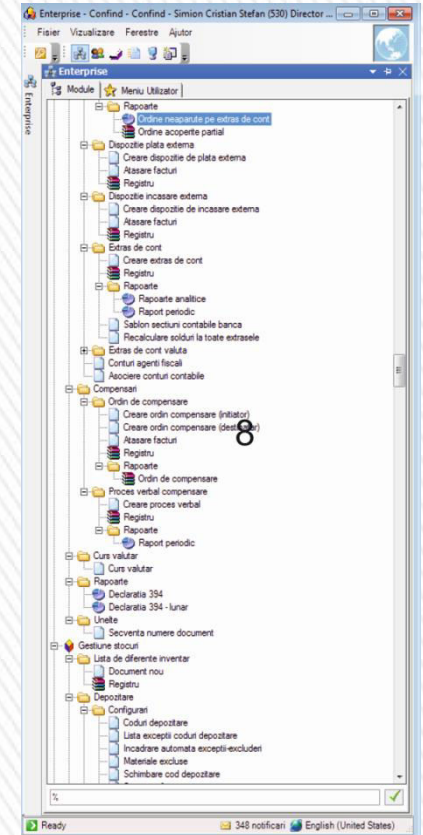 Enterprise - Confind - Confind - Simion Cristian Stefan (530) Director ...
Fisier Vizualizare Ferestre Ajutor
Enterprise
Enterprise
Module Meniu Utilizator
Rapoarte
Ordine neaparute pe extras de cont
Ordine acoperite partial
Dispozitie plata externa
Creare dispozitie de plata externa
Atasare facturi
Registru
Dispozitie incasare externa
Creare dispozitie de incasare externa
Atasare facturi
Registru
Extras de cont
Creare extras de cont
Registru
Rapoarte
Rapoarte analitice
Raport periodic
Sablon sectiuni contabile banca
Recalculare solduri la toate extrasele
Extras de cont valuta
Conturi agenti fiscali
Asociere conturi contabile
Compensari
Ordin de compensare
Creare ordin compensare (initiator)
Creare ordin compensare (destinatar)
8
Atasare facturi
Registru
Rapoarte
Ordin de compensare
Proces verbal compensare
Creare proces verbal
Registru
Rapoarte
Raport periodic
Curs valutar
Curs valutar
Rapoarte
Declaratia 394
Declaratia 394 - lunar
Unelte
Secventa numere document
Gestiune stocuri
Lista de diferente inventar
Document nou
Registru
Depozitare
Configurari
Coduri depozitare
Lista exceptii coduri depozitare
Incadrare automata exceptii-excluderi
Materiale excluse
Schimbare cod depozitare
%
Ready 348 notificari English (United States)